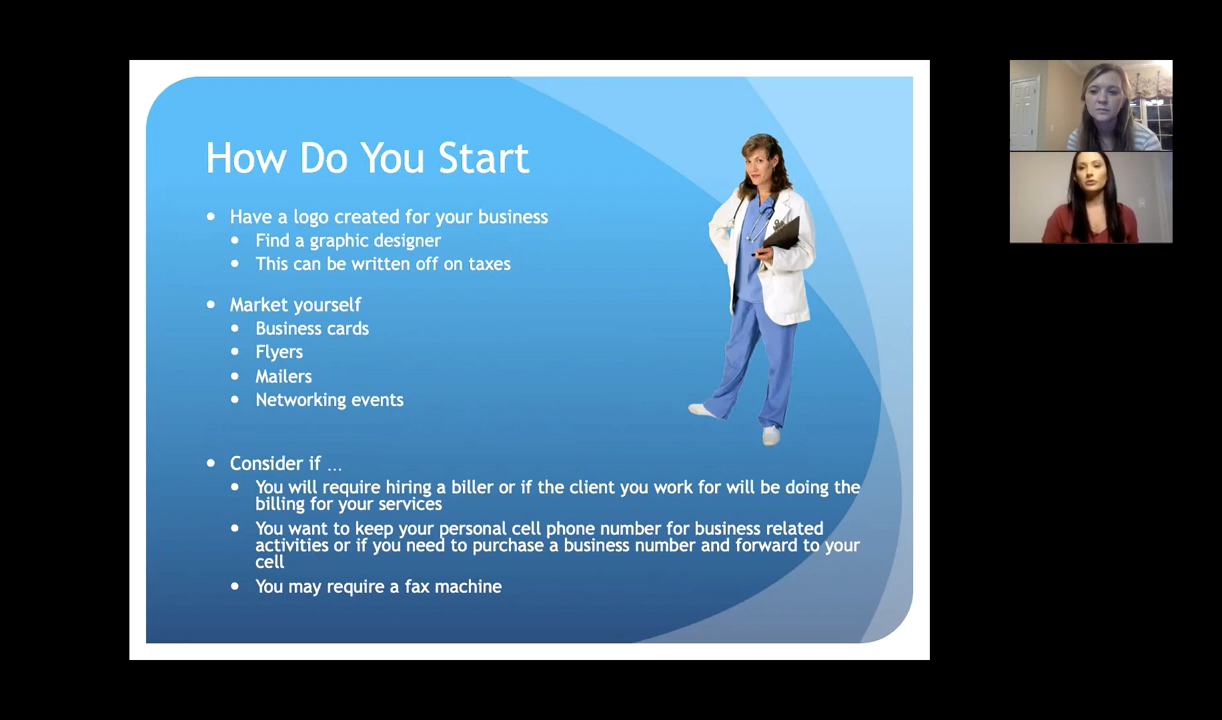 How Do You Start
Have a logo created for your business
Find a graphic designer
This can be written off on taxes
Market yourself
Business cards
Flyers
Mailers
Networking events
Consider if ...
You will require hiring a biller or if the client you work for will be doing the
billing for your services
You want to keep your personal cell phone number for business related
activities or if you need to purchase a business number and forward to your
cell
You may require a fax machine